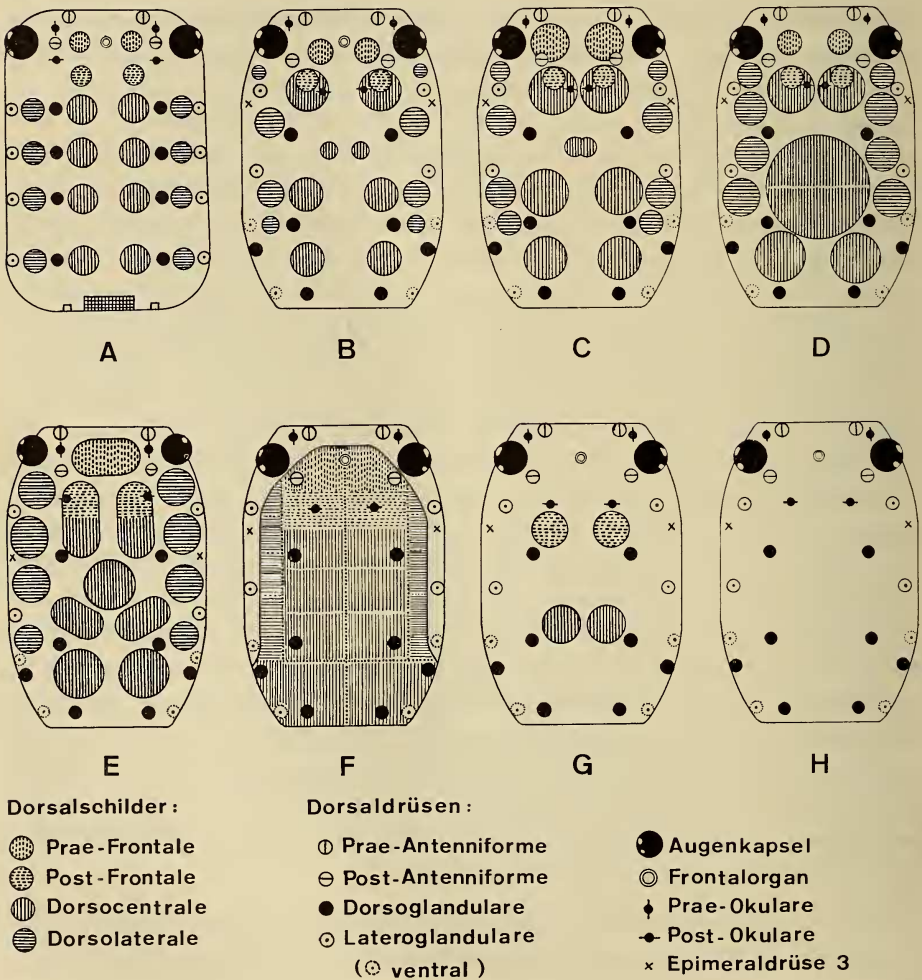 A B C D
E F G H
Dorsalschilder:
Prae-Frontale
Post-Frontale
Dorsocentrale
Dorsolaterale
Dorsaldrüsen:
Prae-Antenniforme
Post-Antenniforme
Dorsoglandulare
Lateroglandulare
( ventral )
Augenkapsel
Frontalorgan
Prae-Okulare
Post-Okulare
x Epimeraldrüse 3